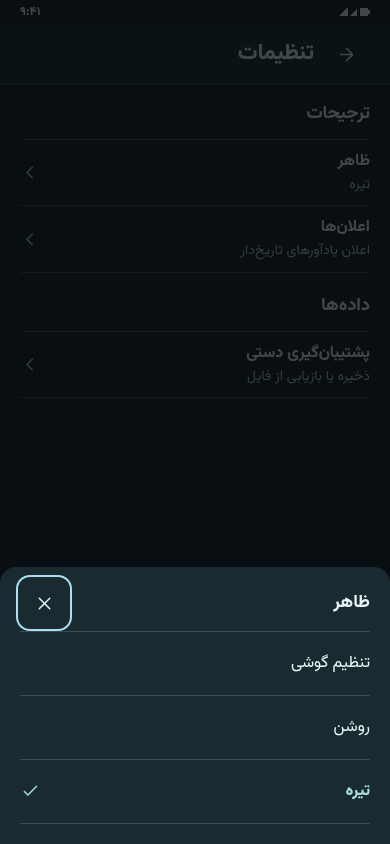 ۹:۴۱
تنظیمات
ترجیحات
ظاهر
تیره
اعلان‌ها
اعلان یادآورهای تاریخ‌دار
داده‌ها
پشتیبان‌گیری دستی
ذخیره یا بازیابی از فایل
ظاهر
تنظیم گوشی
روشن
تیره